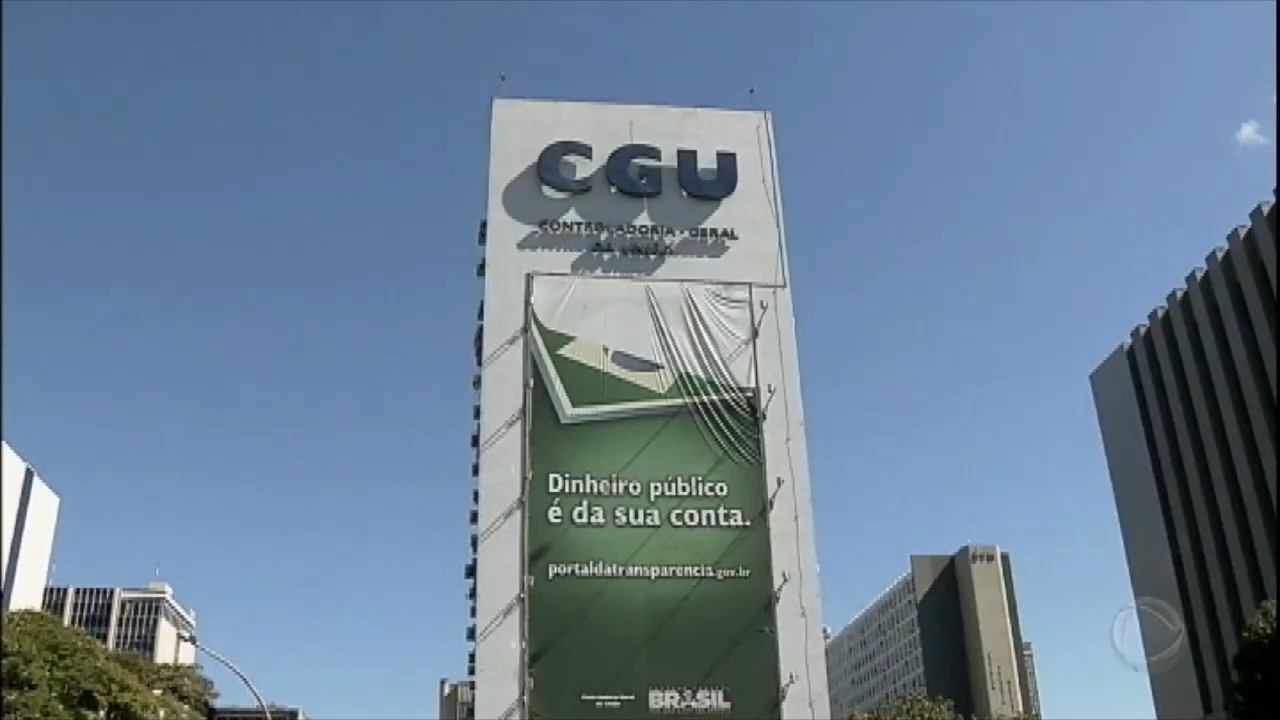 CGU
CONTROLADORIA-GERAL
DA UNIÃO
Dinheiro público
é da sua conta.
portaldatransparencia.gov.br
BRASIL